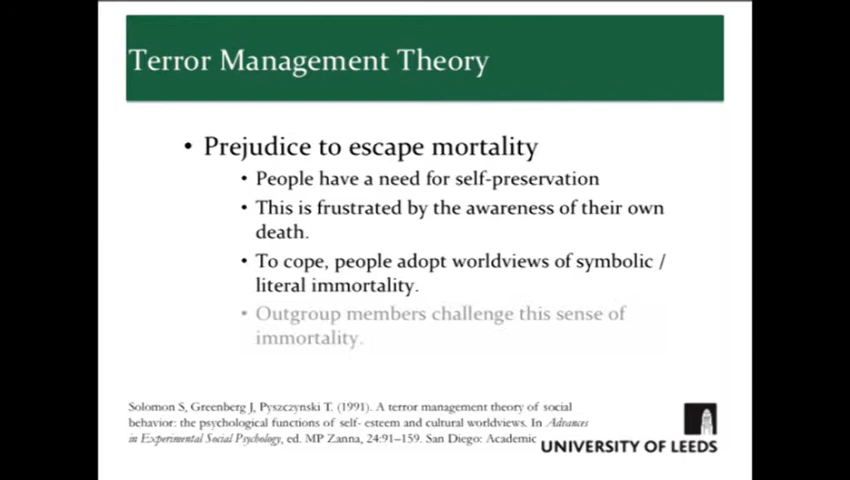 Terror Management Theory
• Prejudice to escape mortality
• People have a need for self-preservation
• This is frustrated by the awareness of their own
death.
• To cope, people adopt worldviews of symbolic /
literal immortality.
• Outgroup members challenge this sense of
immortality.
Solomon S, Greenberg J, Pyszczynski T. (1991). A terror management theory of social
behavior: the psychological functions of self- esteem and cultural worldviews. In Advances
in Experimental Social Psychology, ed. MP Zanna, 24:91–159. San Diego: Academic
UNIVERSITY OF LEEDS